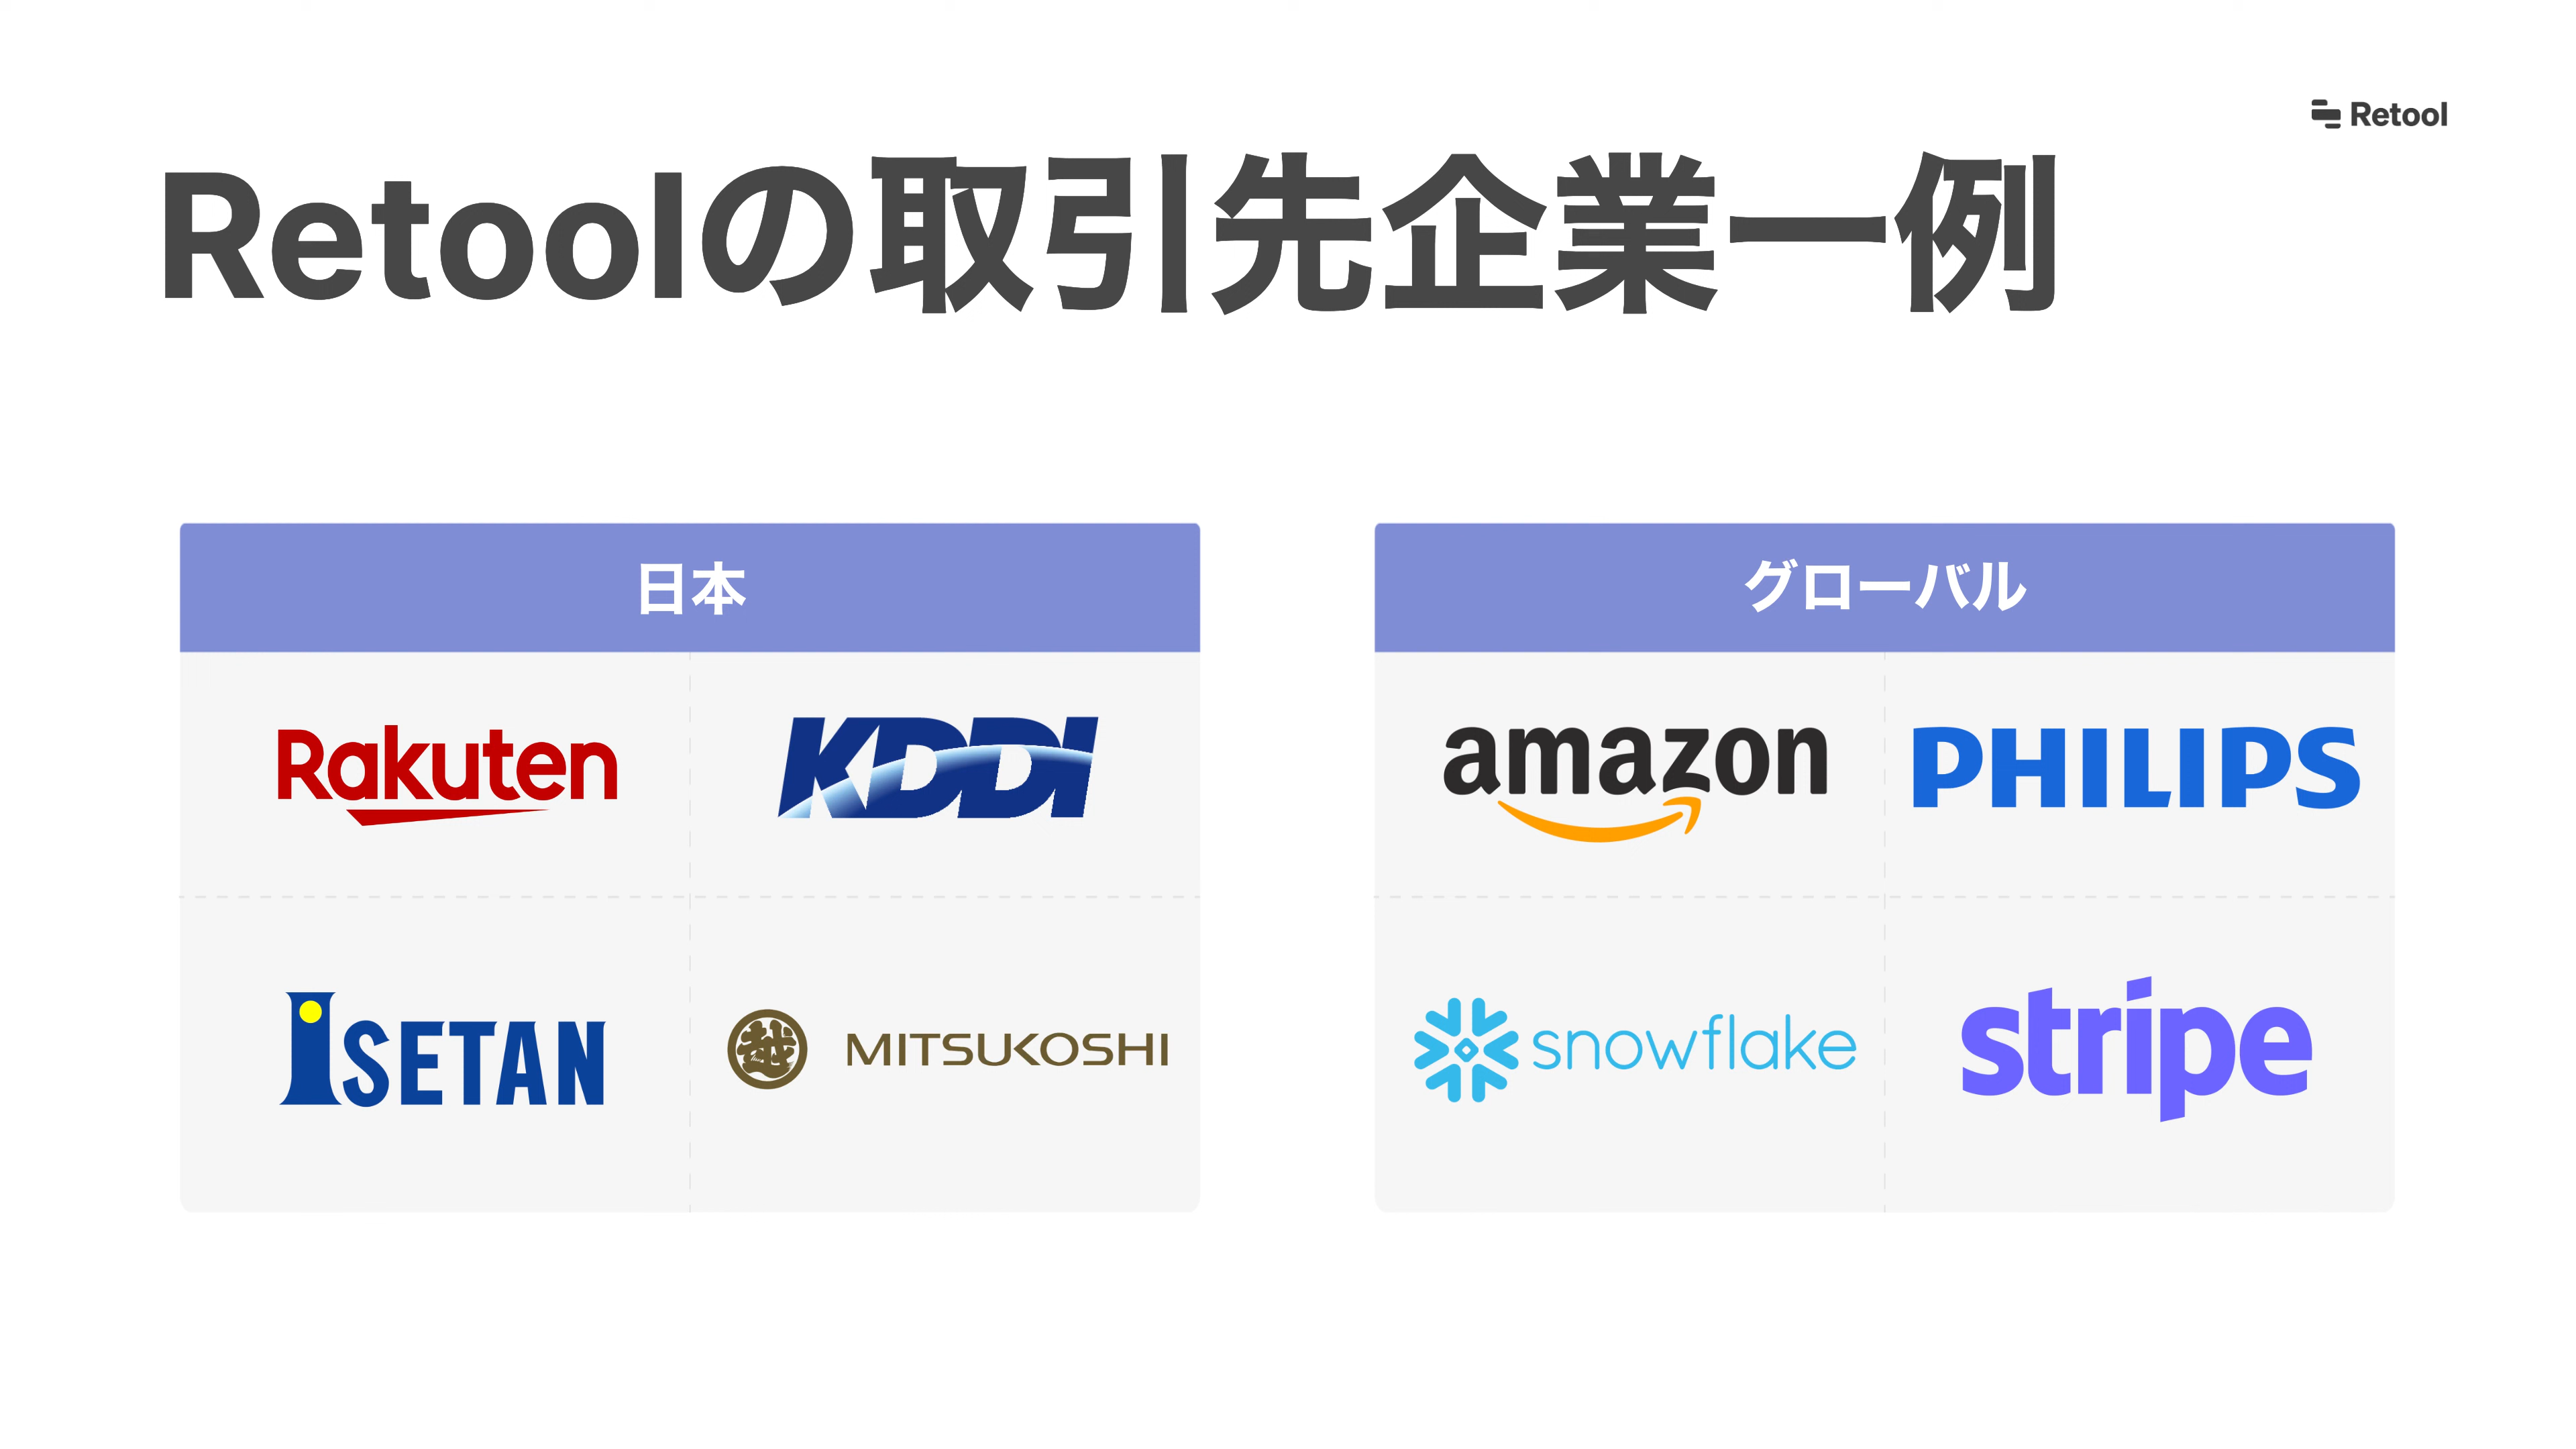 Retool
Retoolの取引先企業一例
日本
Rakuten
KDDI
ISETAN
越 MITSUKOSHI
グローバル
amazon
PHILIPS
snowflake
stripe